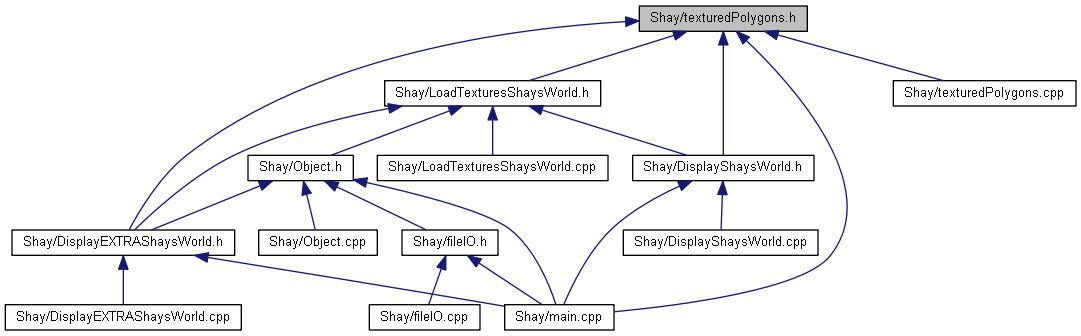 Shay/texturedPolygons.h
Shay/LoadTexturesShaysWorld.h
Shay/texturedPolygons.cpp
Shay/Object.h
Shay/LoadTexturesShaysWorld.cpp
Shay/DisplayShaysWorld.h
Shay/DisplayEXTRAShaysWorld.h
Shay/Object.cpp
Shay/fileIO.h
Shay/DisplayShaysWorld.cpp
Shay/DisplayEXTRAShaysWorld.cpp
Shay/fileIO.cpp
Shay/main.cpp